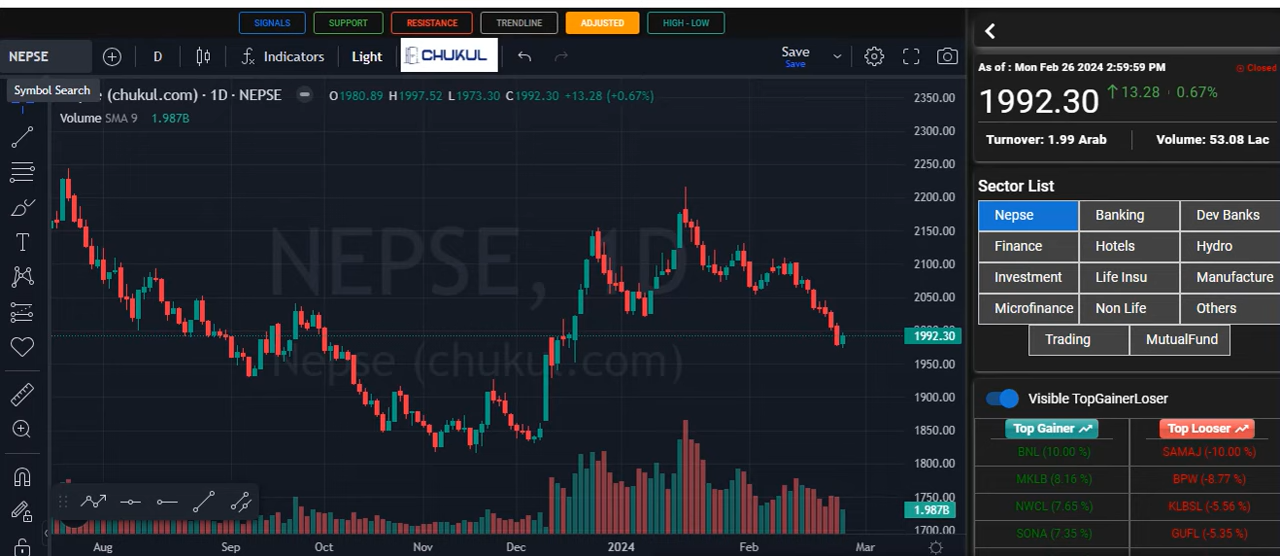 SIGNALS SUPPORT RESISTANCE TRENDLINE ADJUSTED HIGH - LOW
NEPSE D Indicators Light CHUKUL Save
Save
Symbol Search
(chukul.com) · 1D · NEPSE O1980.89 H1997.52 L1973.30 C1992.30 +13.28 (+0.67%)
Volume SMA 9 1.987B
NEPSE, 1D
Nepse (chukul.com)
2350.00
2300.00
2250.00
2200.00
2150.00
2100.00
2050.00
1992.30
1950.00
1900.00
1850.00
1800.00
1750.00
1.987B
1700.00
Aug Sep Oct Nov Dec 2024 Feb Mar
As of : Mon Feb 26 2024 2:59:59 PM Closed
1992.30 13.28 0.67%
Turnover: 1.99 Arab Volume: 53.08 Lac
Sector List
Nepse Banking Dev Banks
Finance Hotels Hydro
Investment Life Insu Manufacture
Microfinance Non Life Others
Trading MutualFund
Visible TopGainerLoser
Top Gainer Top Looser
BNL (10.00 %) SAMAJ (-10.00 %)
MKLB (8.16 %) BPW (-8.77 %)
NWCL (7.65 %) KLBSL (-5.56 %)
SONA (7.35 %) GUFL (-5.35 %)